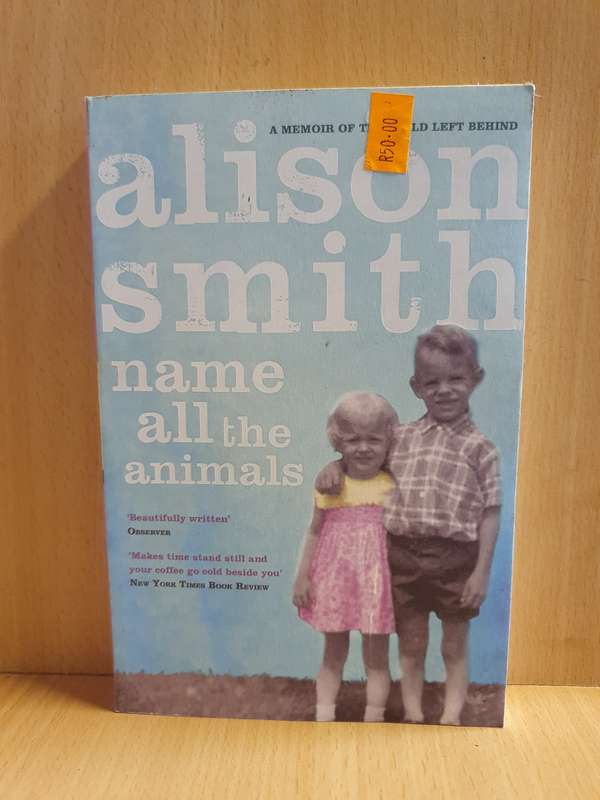 A MEMOIR OF LEFT BEHIND
R50.00
alison
smith
name
all the
animals
'Beautifully written'
OBSERVER
'Makes time stand still and
your coffee go cold beside you'
NEW YORK TIMES BOOK REVIEW